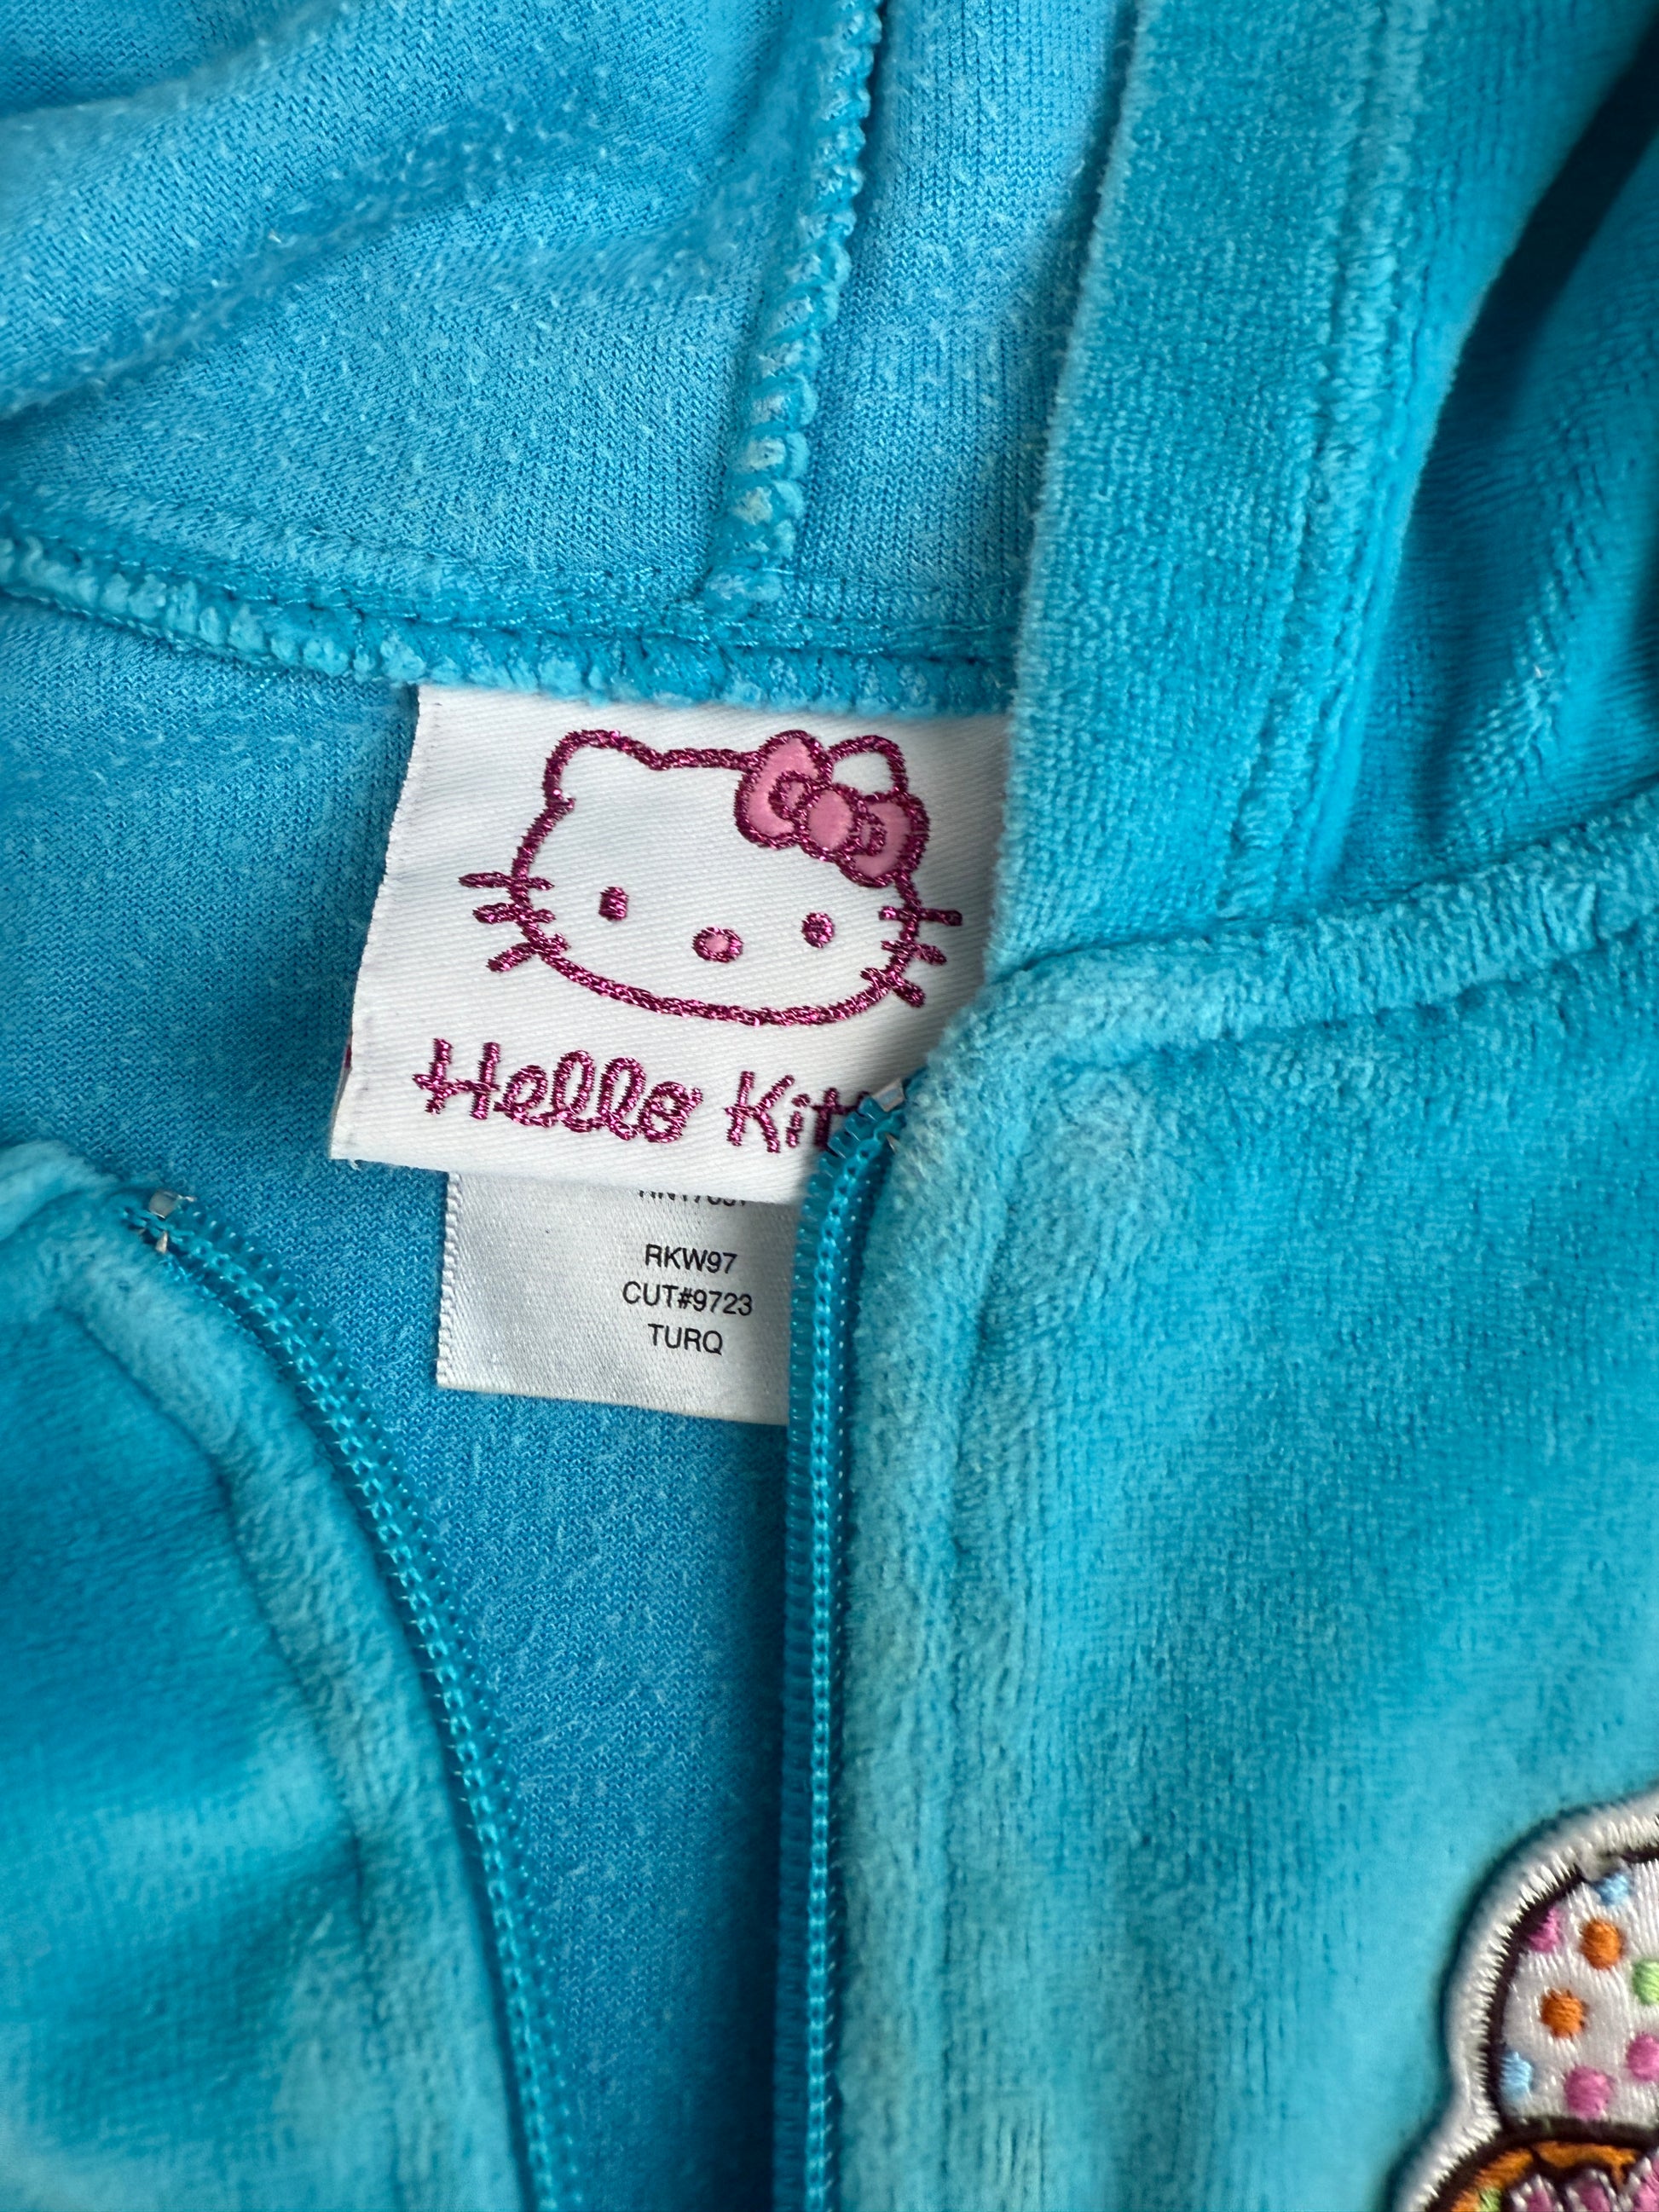 Hello Kit
RKW97
CUT#9723
TURQ